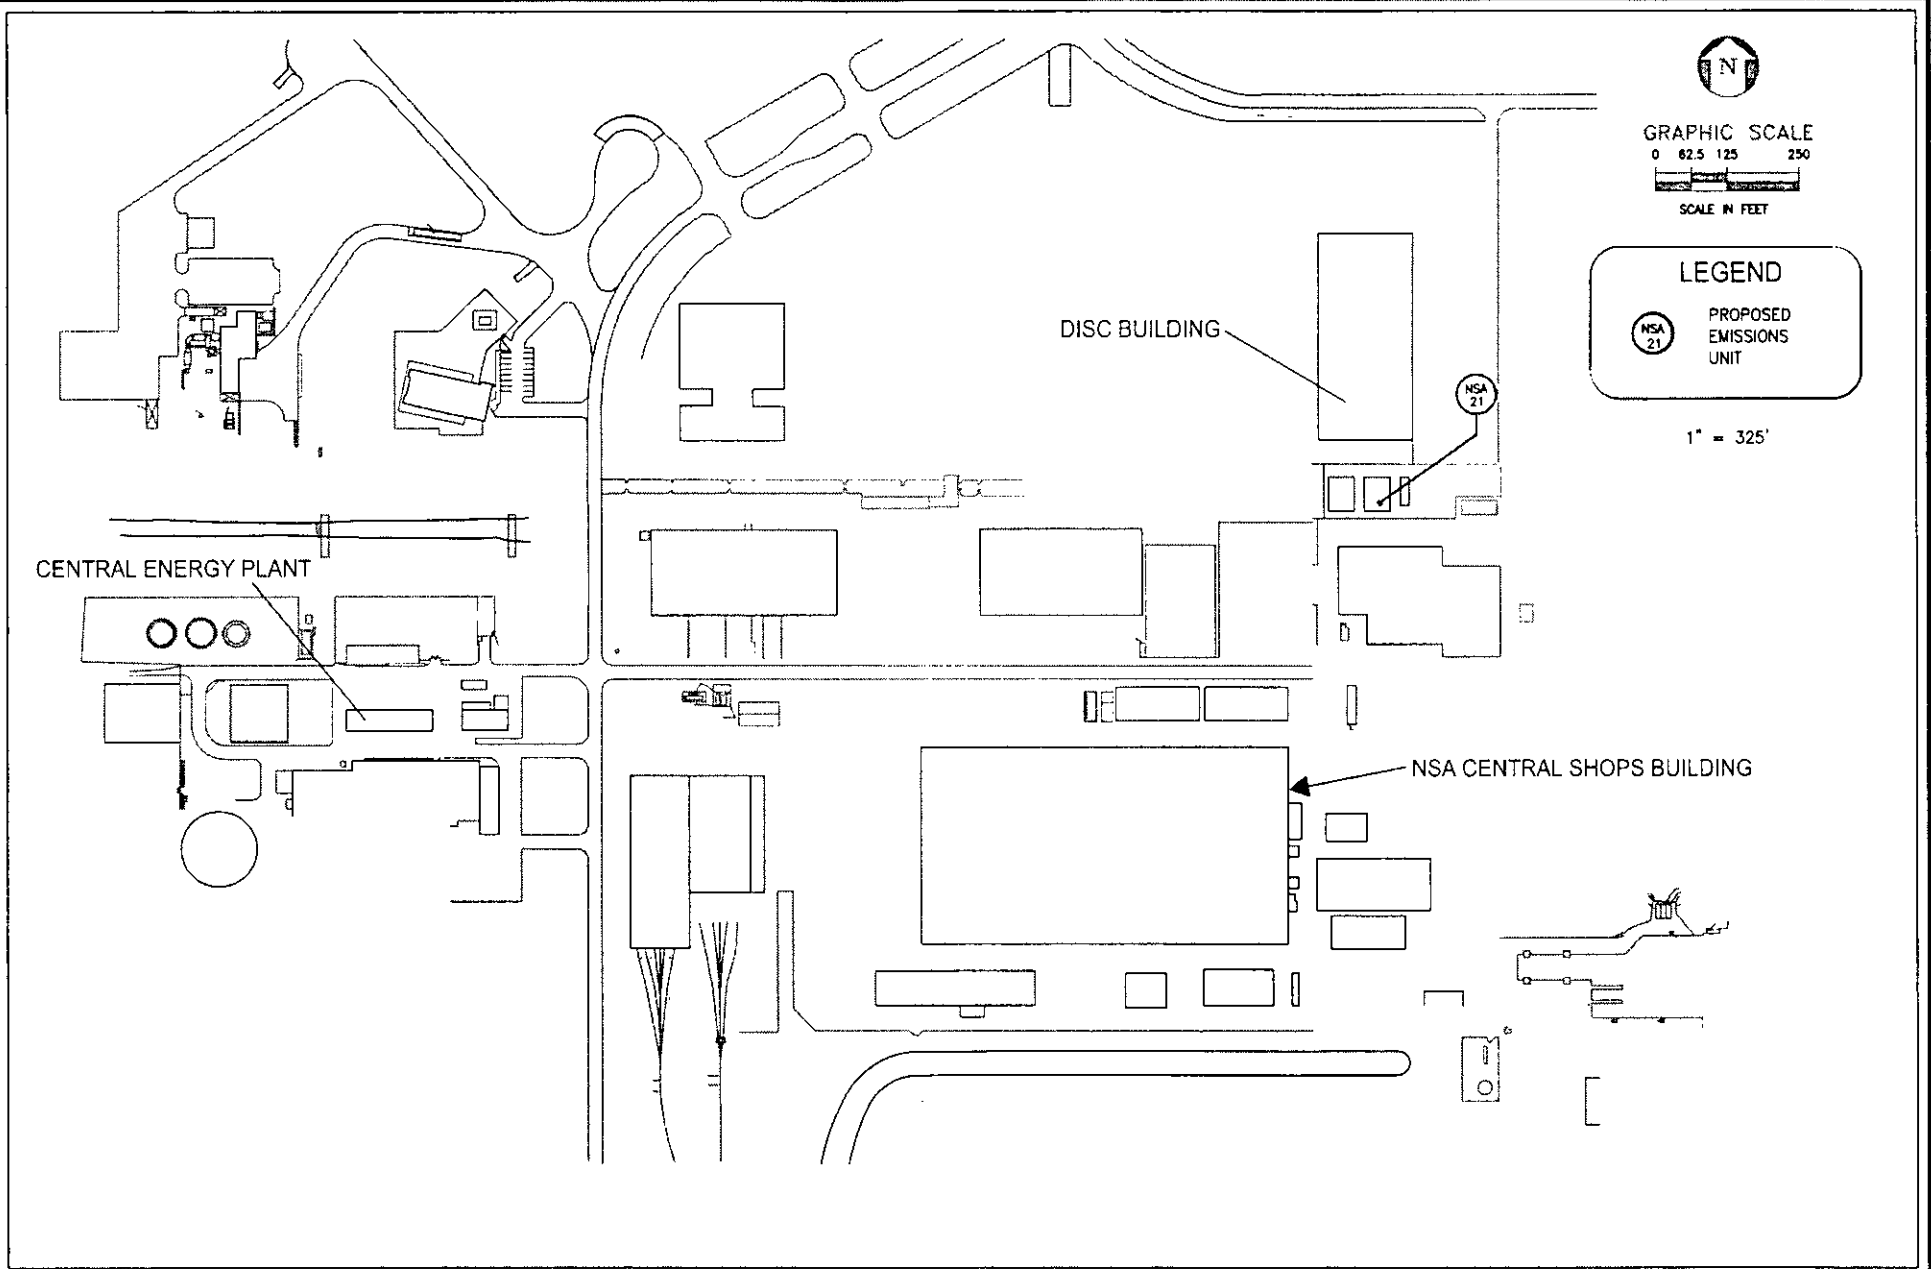 N
GRAPHIC SCALE
0 62.5 125 250
SCALE IN FEET
LEGEND
NSA
21
PROPOSED
EMISSIONS
UNIT
1" = 325'
DISC BUILDING
NSA
21
CENTRAL ENERGY PLANT
NSA CENTRAL SHOPS BUILDING